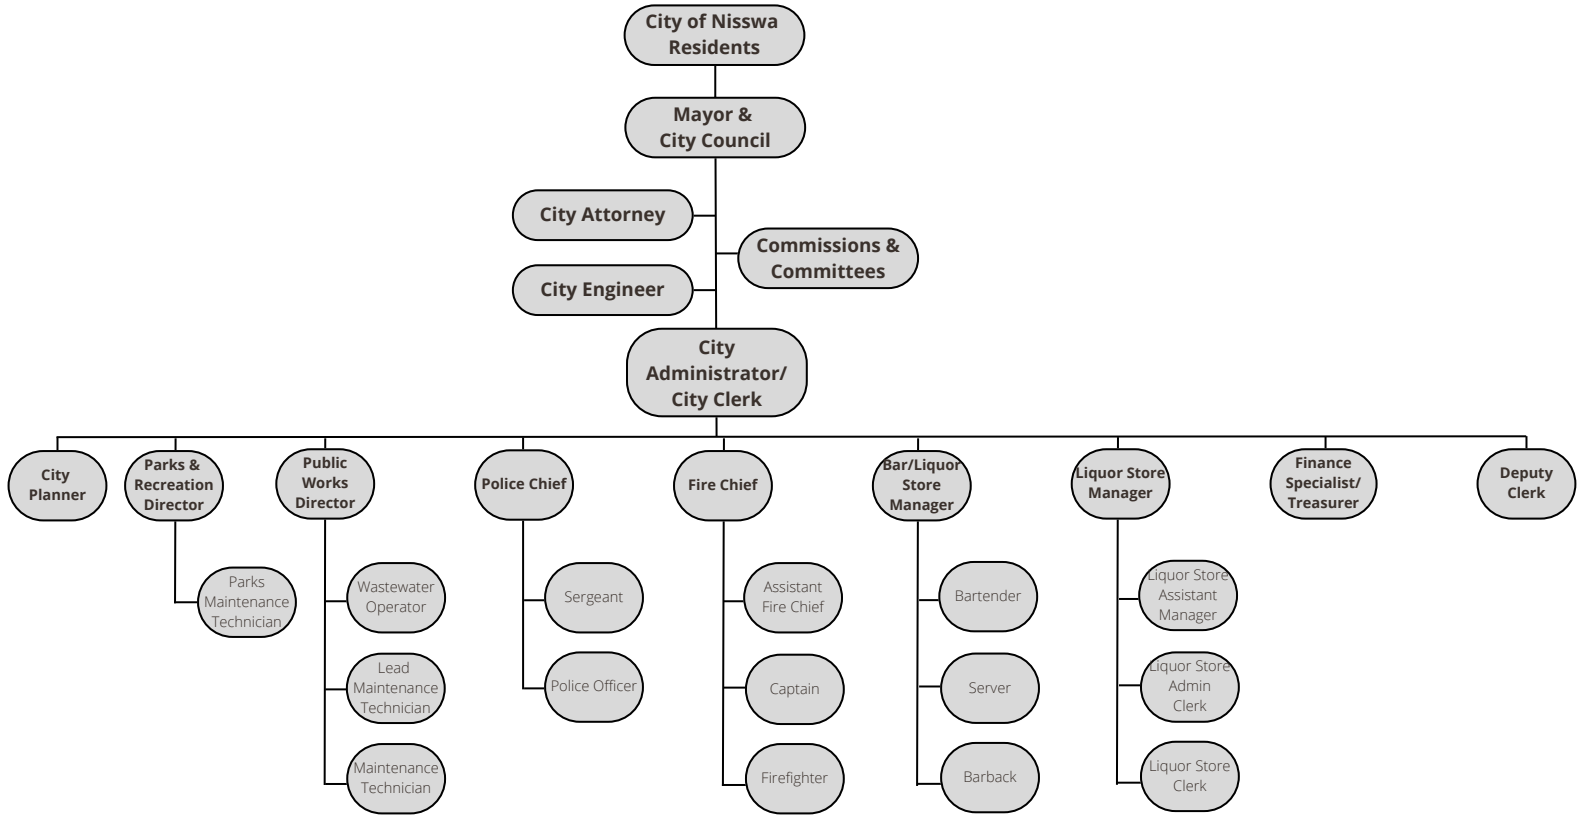 City of Nisswa
Residents
Mayor &
City Council
City Attorney
Commissions &
Committees
City Engineer
City
Administrator/
City Clerk
City
Planner
Parks &
Recreation
Director
Public
Works
Director
Police Chief
Fire Chief
Bar/Liquor
Store
Manager
Liquor Store
Manager
Finance
Specialist/
Treasurer
Deputy
Clerk
Parks
Maintenance
Technician
Wastewater
Operator
Lead
Maintenance
Technician
Maintenance
Technician
Sergeant
Police Officer
Assistant
Fire Chief
Captain
Firefighter
Bartender
Server
Barback
Liquor Store
Assistant
Manager
Liquor Store
Admin
Clerk
Liquor Store
Clerk